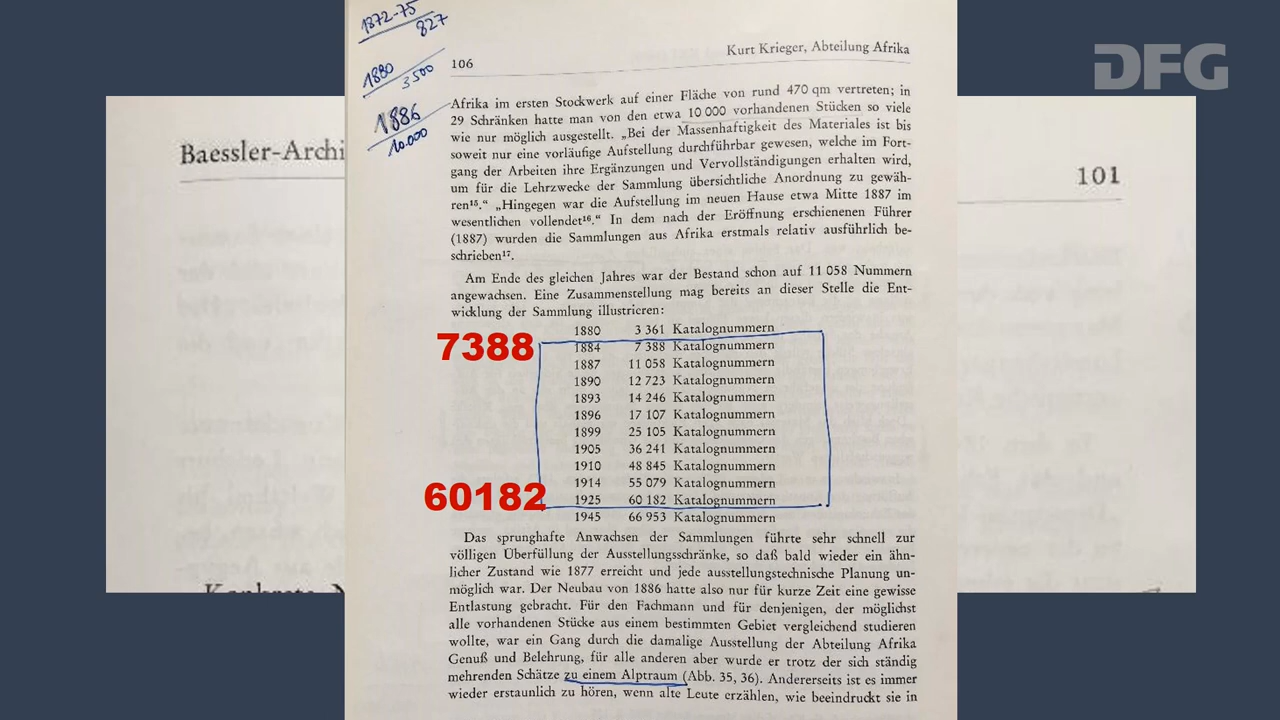 1872-75
827
1880
3500
1886
10.000
DFG
Baessler-Archi
101
106
Kurt Krieger, Abteilung Afrika
Afrika im ersten Stockwerk auf einer Fläche von rund 470 qm vertreten; in
29 Schränken hatte man von den etwa 10 000 vorhandenen Stücken so viele
wie nur möglich ausgestellt. „Bei der Massenhaftigkeit des Materiales ist bis
soweit nur eine vorläufige Aufstellung durchführbar gewesen, welche im Fort-
gang der Arbeiten ihre Ergänzungen und Vervollständigungen erhalten wird,
um für die Lehrzwecke der Sammlung übersichtliche Anordnung zu gewäh-
ren¹⁵.“ „Hingegen war die Aufstellung im neuen Hause etwa Mitte 1887 im
wesentlichen vollendet¹⁶.“ In dem nach der Eröffnung erschienenen Führer
(1887) wurden die Sammlungen aus Afrika erstmals relativ ausführlich be-
schrieben¹⁷.
Am Ende des gleichen Jahres war der Bestand schon auf 11 058 Nummern
angewachsen. Eine Zusammenstellung mag bereits an dieser Stelle die Ent-
wicklung der Sammlung illustrieren:
1880 3 361 Katalognummern
7388
1884 7 388 Katalognummern
1887 11 058 Katalognummern
1890 12 723 Katalognummern
1893 14 246 Katalognummern
1896 17 107 Katalognummern
1899 25 105 Katalognummern
1905 36 241 Katalognummern
1910 48 845 Katalognummern
1914 55 079 Katalognummern
60182
1925 60 182 Katalognummern
1945 66 953 Katalognummern
Das sprunghafte Anwachsen der Sammlungen führte sehr schnell zur
völligen Überfüllung der Ausstellungsschränke, so daß bald wieder ein ähn-
licher Zustand wie 1877 erreicht und jede ausstellungstechnische Planung un-
möglich war. Der Neubau von 1886 hatte also nur für kurze Zeit eine gewisse
Entlastung gebracht. Für den Fachmann und für denjenigen, der möglichst
alle vorhandenen Stücke aus einem bestimmten Gebiet vergleichend studieren
wollte, war ein Gang durch die damalige Ausstellung der Abteilung Afrika
Genuß und Belehrung, für alle anderen aber wurde er trotz der sich ständig
mehrenden Schätze zu einem Alptraum (Abb. 35, 36). Andererseits ist es immer
wieder erstaunlich zu hören, wenn alte Leute erzählen, wie beeindruckt sie in